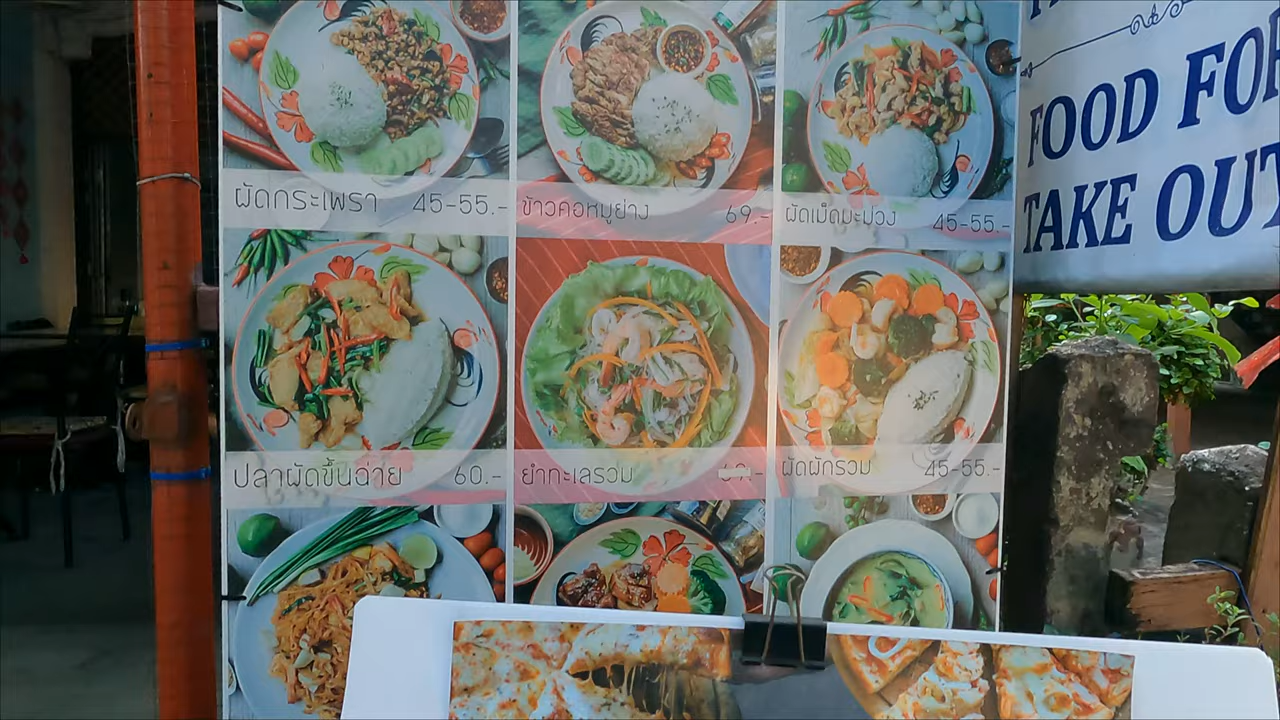 ผัดกระเพรา 45-55.-
ข้าวคอหมูย่าง 69.-
ผัดเม็ดมะม่วง 45-55.-
FOOD FOR
TAKE OUT
ปลาผัดขึ้นฉ่าย 60.-
ยำทะเลรวม
ผัดผักรวม 45-55.-